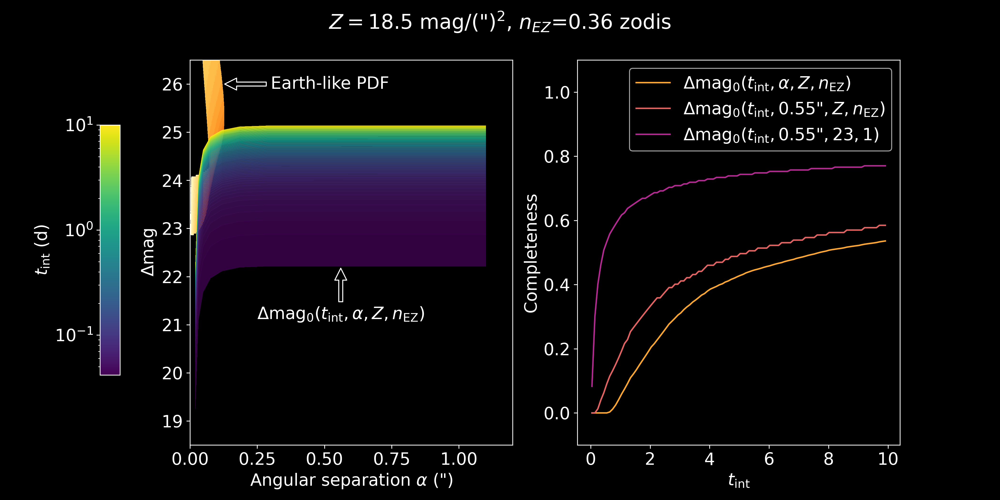 Z = 18.5 mag/(")², n_EZ=0.36 zodis
10¹
10⁰
10⁻¹
t_int (d)
Δmag
26
25
24
23
22
21
20
19
Earth-like PDF
Δmag₀(t_int, α, Z, n_EZ)
0.00 0.25 0.50 0.75 1.00
Angular separation α (")
Completeness
1.0
0.8
0.6
0.4
0.2
0.0
Δmag₀(t_int, α, Z, n_EZ)
Δmag₀(t_int, 0.55", Z, n_EZ)
Δmag₀(t_int, 0.55", 23, 1)
0 2 4 6 8 10
t_int